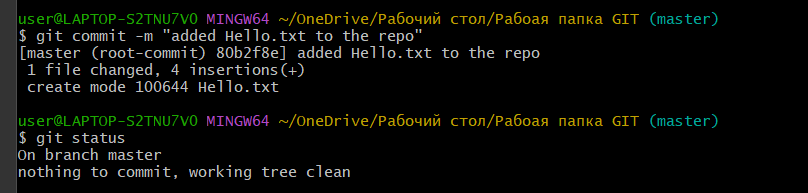 user@LAPTOP-S2TNU7VO MINGW64 ~/OneDrive/Рабочий стол/Рабоая папка GIT (master)
$ git commit -m "added Hello.txt to the repo"
[master (root-commit) 80b2f8e] added Hello.txt to the repo
 1 file changed, 4 insertions(+)
 create mode 100644 Hello.txt

user@LAPTOP-S2TNU7VO MINGW64 ~/OneDrive/Рабочий стол/Рабоая папка GIT (master)
$ git status
On branch master
nothing to commit, working tree clean